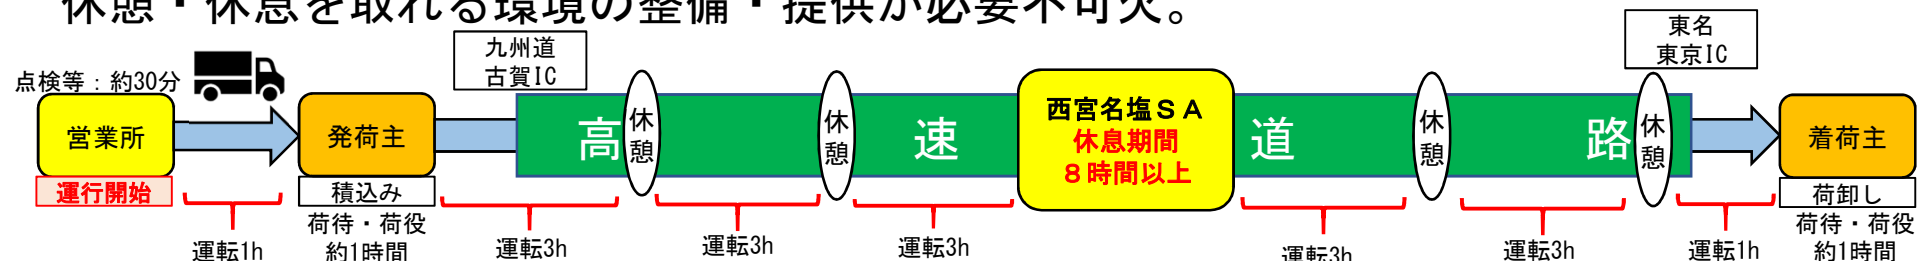 休憩・休息を取れる環境の整備・提供が必要不可欠。
点検等：約30分
営業所
運行開始
運転1h
発荷主
積込み
荷待・荷役
約1時間
九州道
古賀IC
高速道路
運転3h
休憩
運転3h
休憩
運転3h
西宮名塩ＳＡ
休息期間
８時間以上
運転3h
休憩
運転3h
休憩
東名
東京IC
運転1h
着荷主
荷卸し
荷待・荷役
約1時間